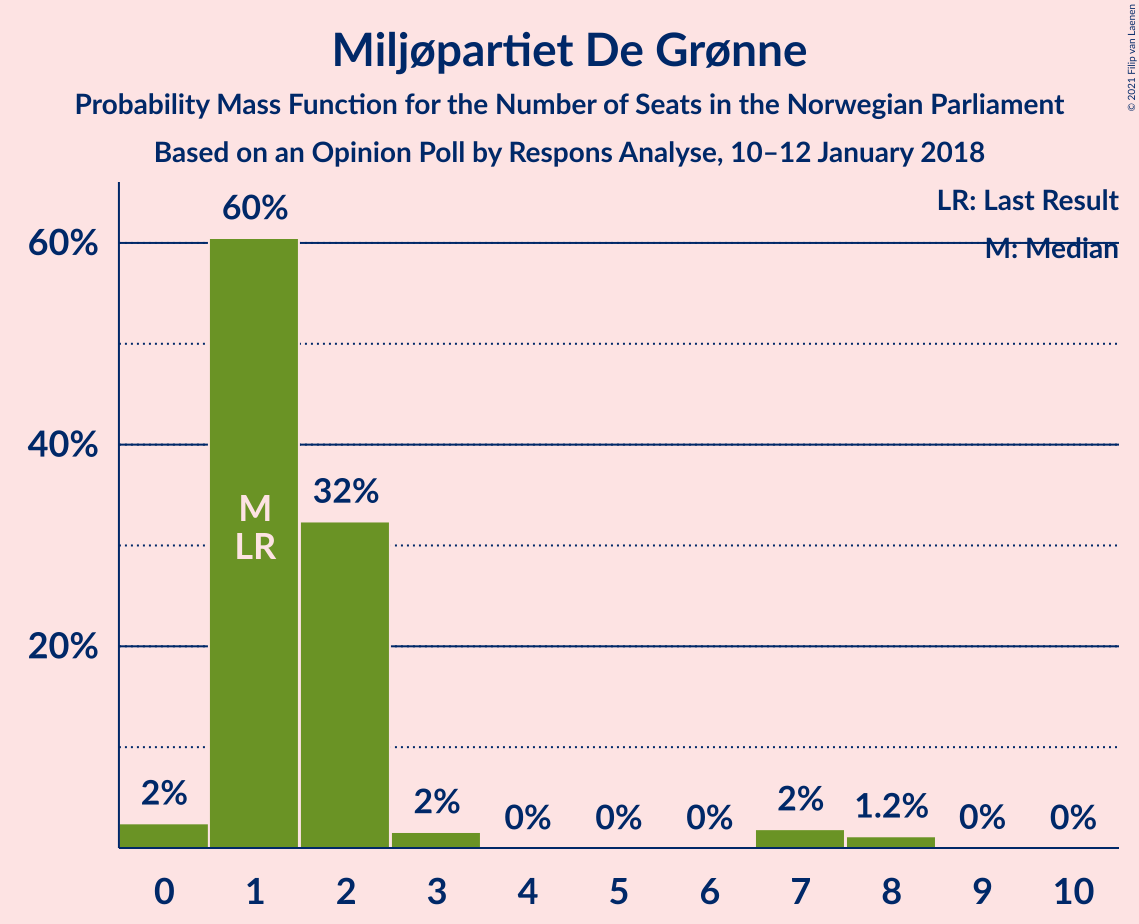 Miljøpartiet De Grønne
Probability Mass Function for the Number of Seats in the Norwegian Parliament
Based on an Opinion Poll by Respons Analyse, 10–12 January 2018
© 2021 Filip van Laenen
LR: Last Result
M: Median
60%
40%
20%
2%
60%
M
LR
32%
2%
0%
0%
0%
2%
1.2%
0%
0%
0 1 2 3 4 5 6 7 8 9 10